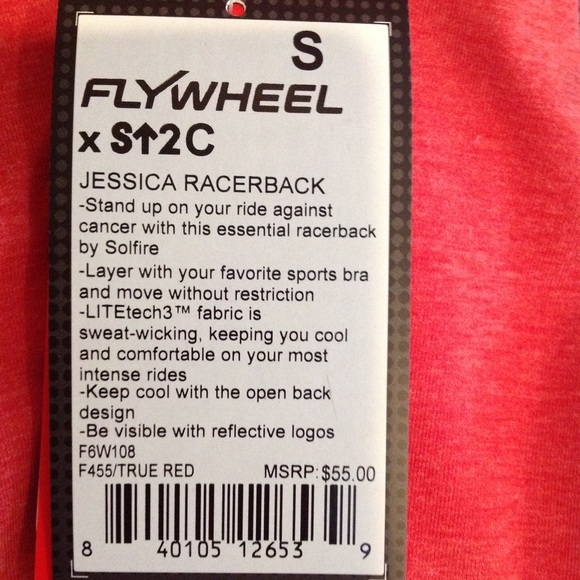 S
FLYWHEEL
x S↑2C
JESSICA RACERBACK
-Stand up on your ride against
cancer with this essential racerback
by Solfire
-Layer with your favorite sports bra
and move without restriction
-LITEtech3™ fabric is
sweat-wicking, keeping you cool
and comfortable on your most
intense rides
-Keep cool with the open back
design
-Be visible with reflective logos
F6W108
F455/TRUE RED MSRP: $55.00
8 40105 12653 9